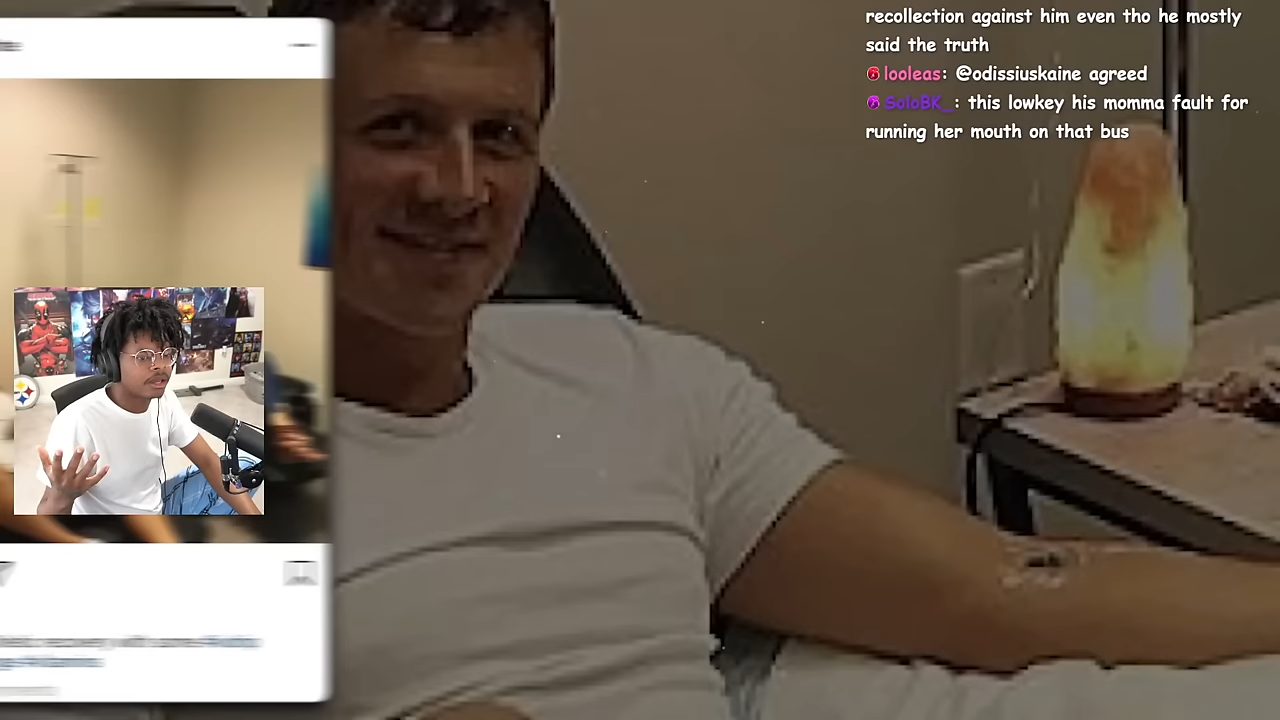 recollection against him even tho he mostly
said the truth
looleas: @odissiuskaine agreed
SoloBK_: this lowkey his momma fault for
running her mouth on that bus